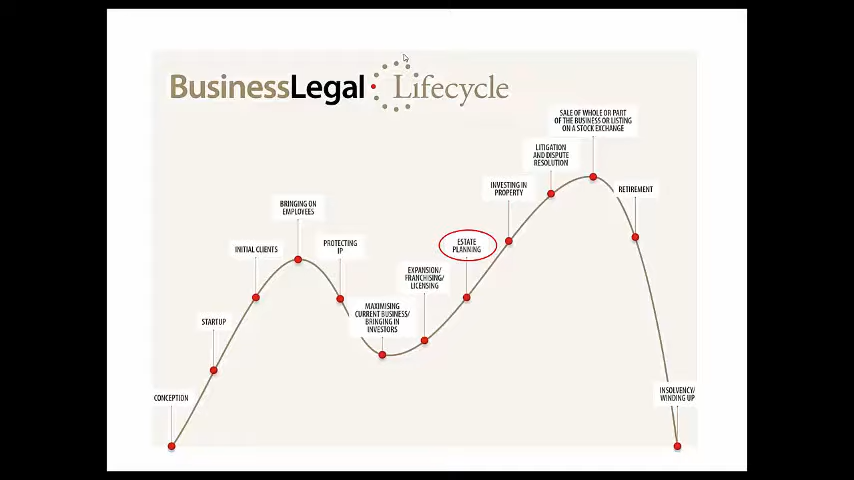 BusinessLegal Lifecycle
CONCEPTION
STARTUP
INITIAL CLIENTS
BRINGING ON
EMPLOYEES
PROTECTING
IP
MAXIMISING
CURRENT BUSINESS/
BRINGING IN
INVESTORS
EXPANSION/
FRANCHISING/
LICENSING
ESTATE
PLANNING
INVESTING IN
PROPERTY
LITIGATION
AND DISPUTE
RESOLUTION
SALE OF WHOLE OR PART
OF THE BUSINESS OR LISTING
ON A STOCK EXCHANGE
RETIREMENT
INSOLVENCY/
WINDING UP